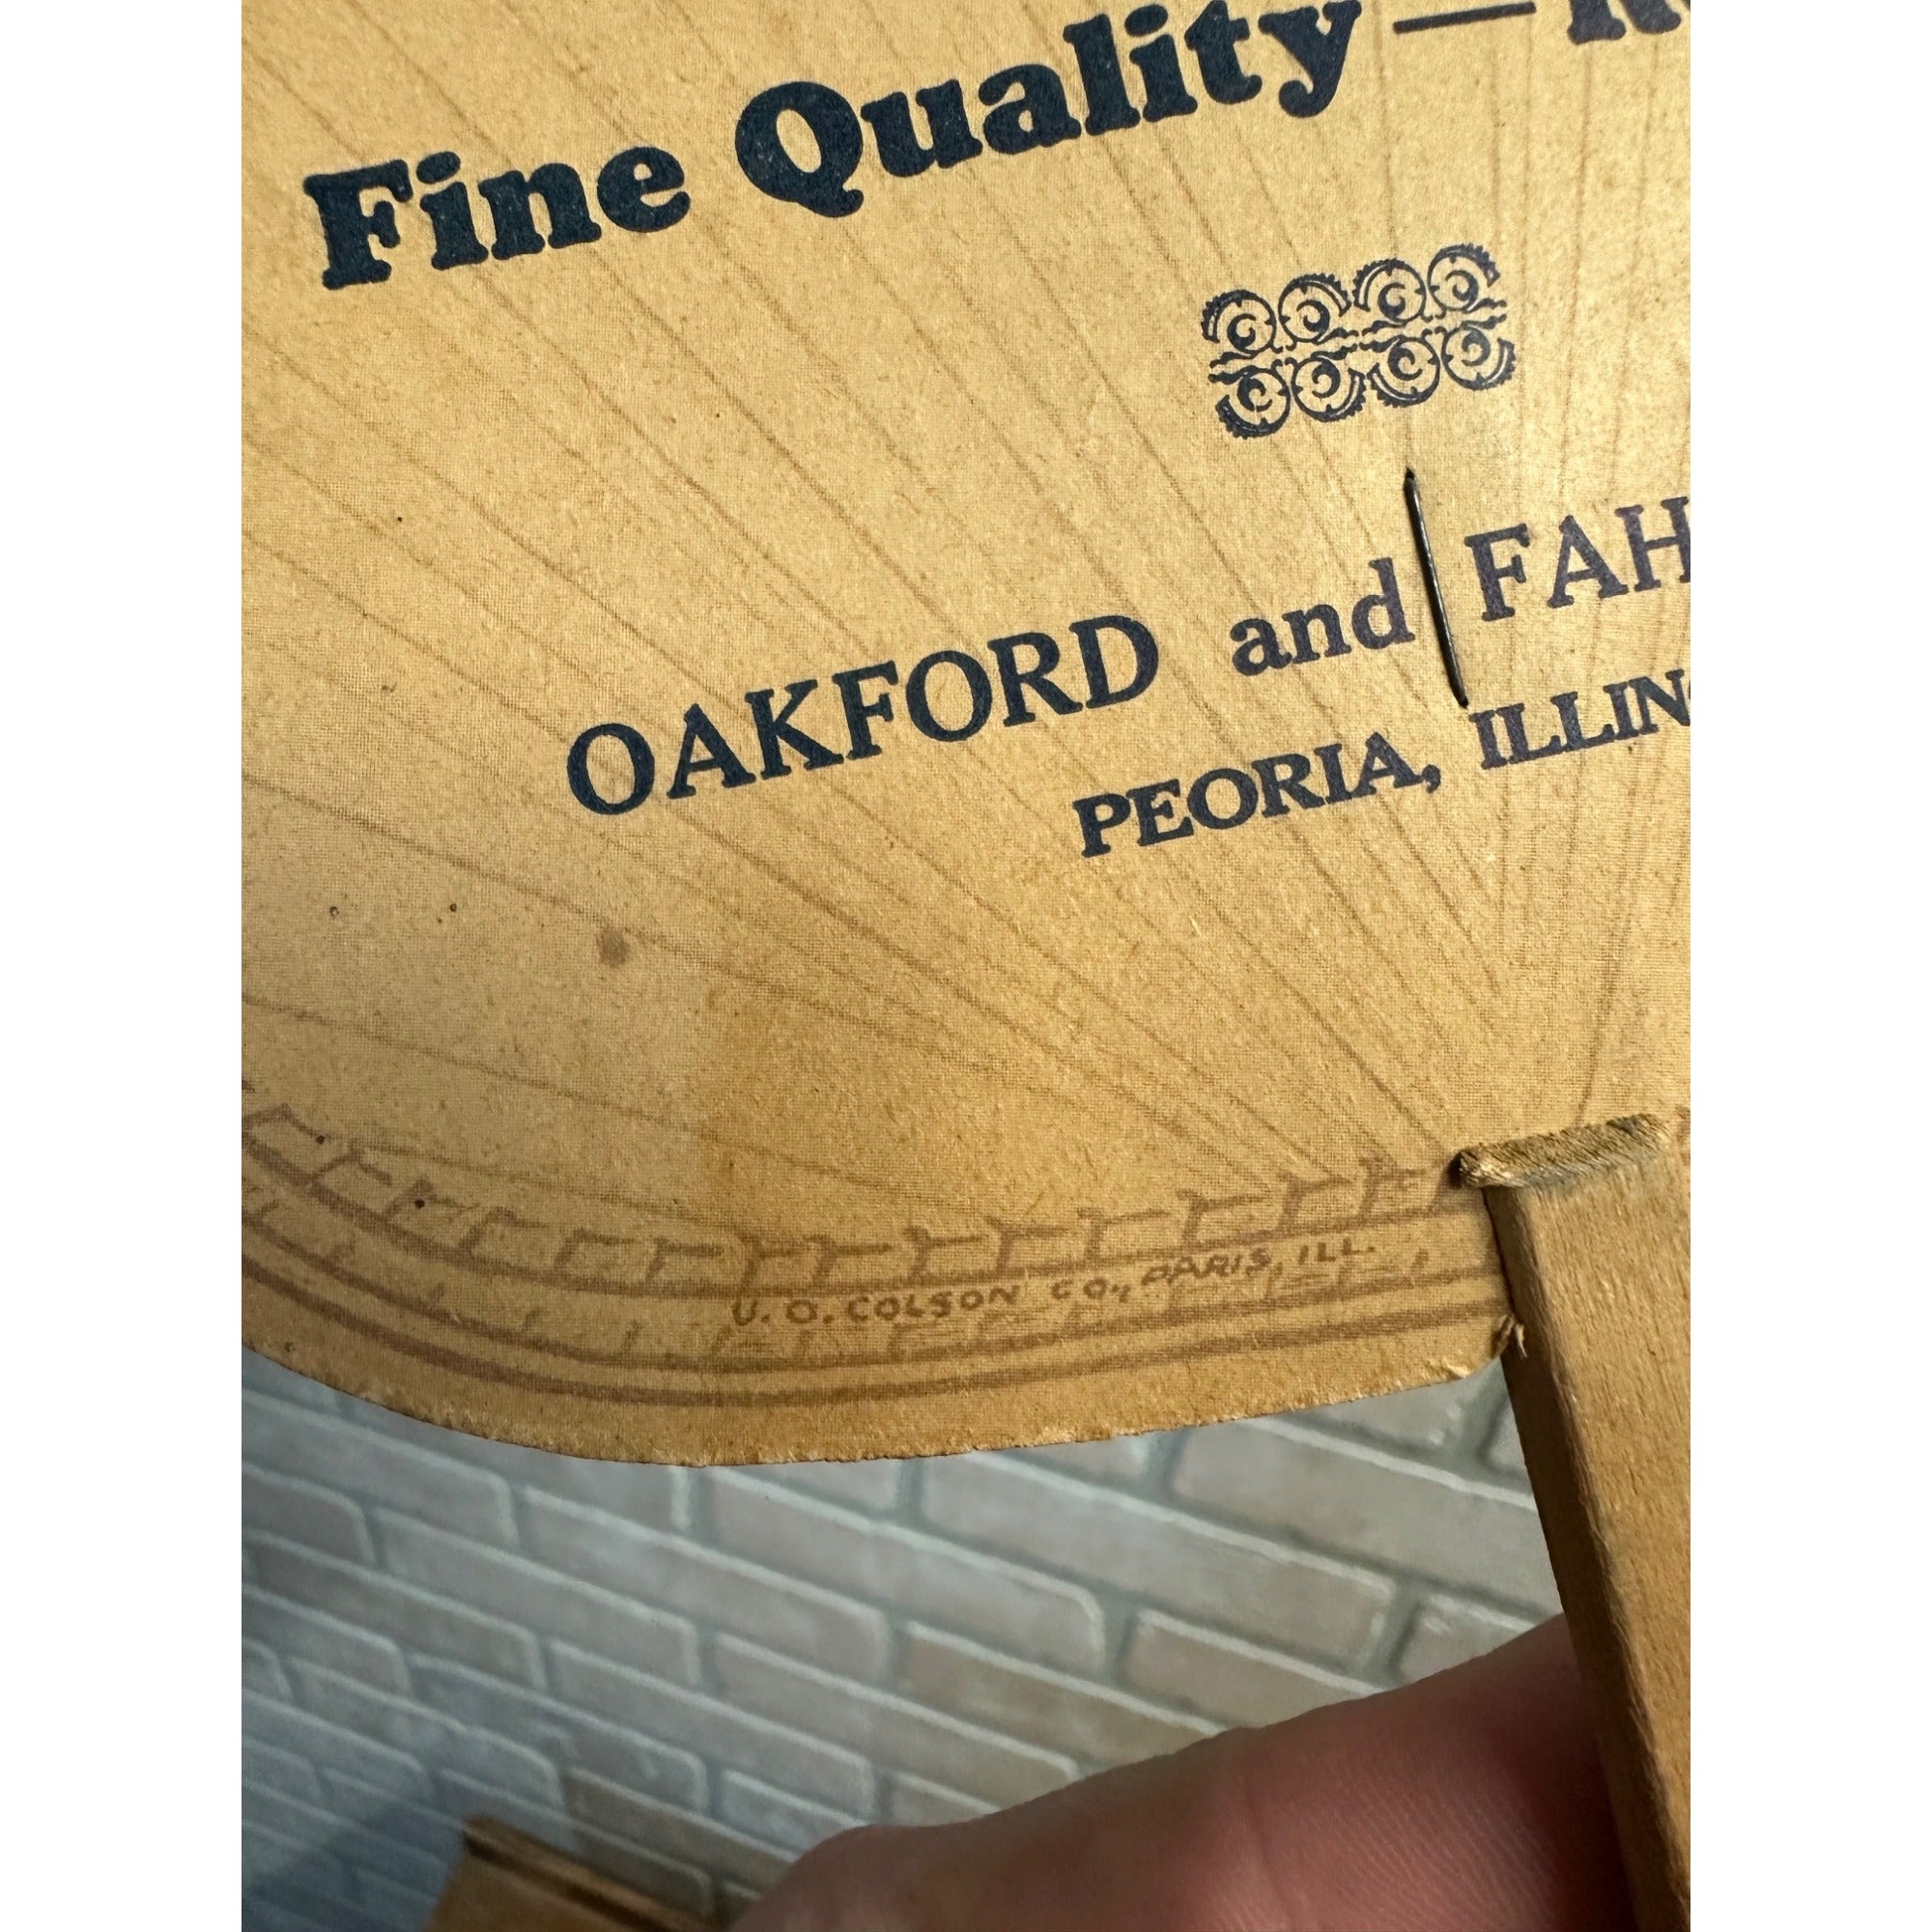 Fine Quality—R
OAKFORD and FAH
PEORIA, ILLIN
U. O. COLSON CO., PARIS, ILL.